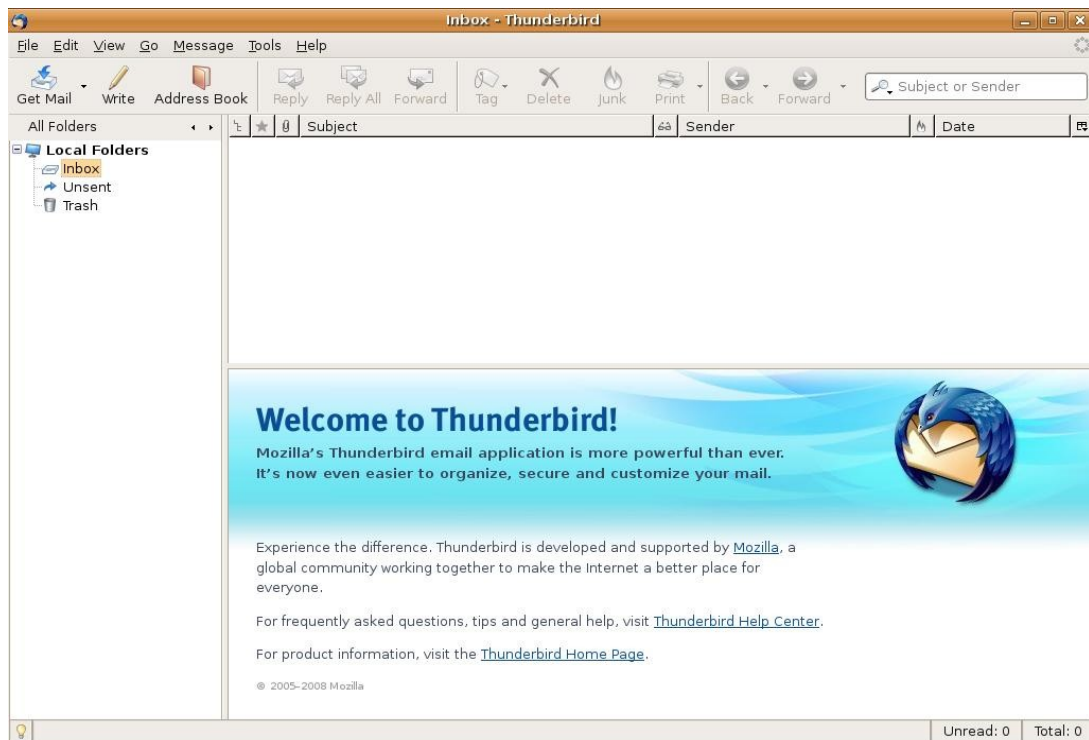 Inbox - Thunderbird
File Edit View Go Message Tools Help
Get Mail Write Address Book Reply Reply All Forward Tag Delete Junk Print Back Forward Subject or Sender
All Folders Subject Sender Date
Local Folders
Inbox
Unsent
Trash
Welcome to Thunderbird!
Mozilla's Thunderbird email application is more powerful than ever.
It's now even easier to organize, secure and customize your mail.
Experience the difference. Thunderbird is developed and supported by Mozilla, a
global community working together to make the Internet a better place for
everyone.
For frequently asked questions, tips and general help, visit Thunderbird Help Center.
For product information, visit the Thunderbird Home Page.
© 2005–2008 Mozilla
Unread: 0 Total: 0